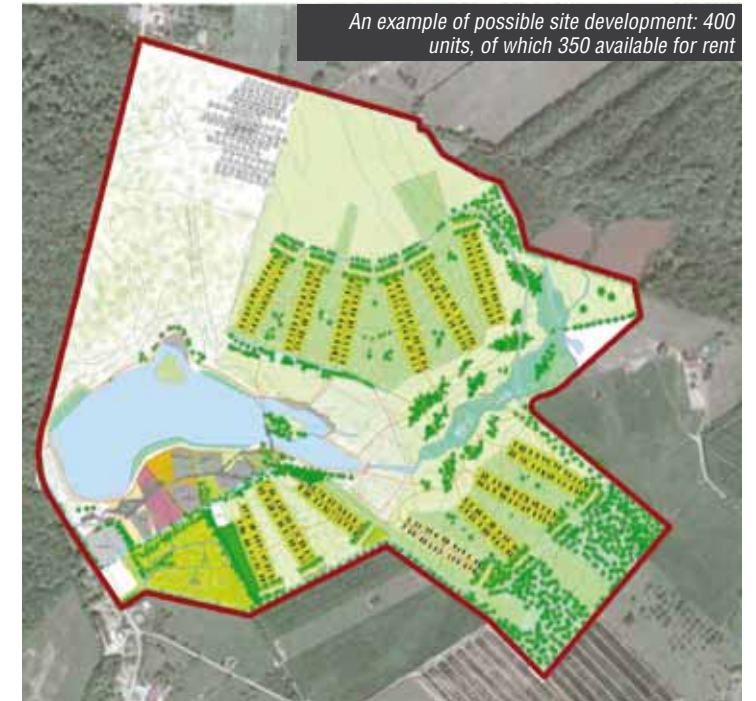 An example of possible site development: 400
units, of which 350 available for rent